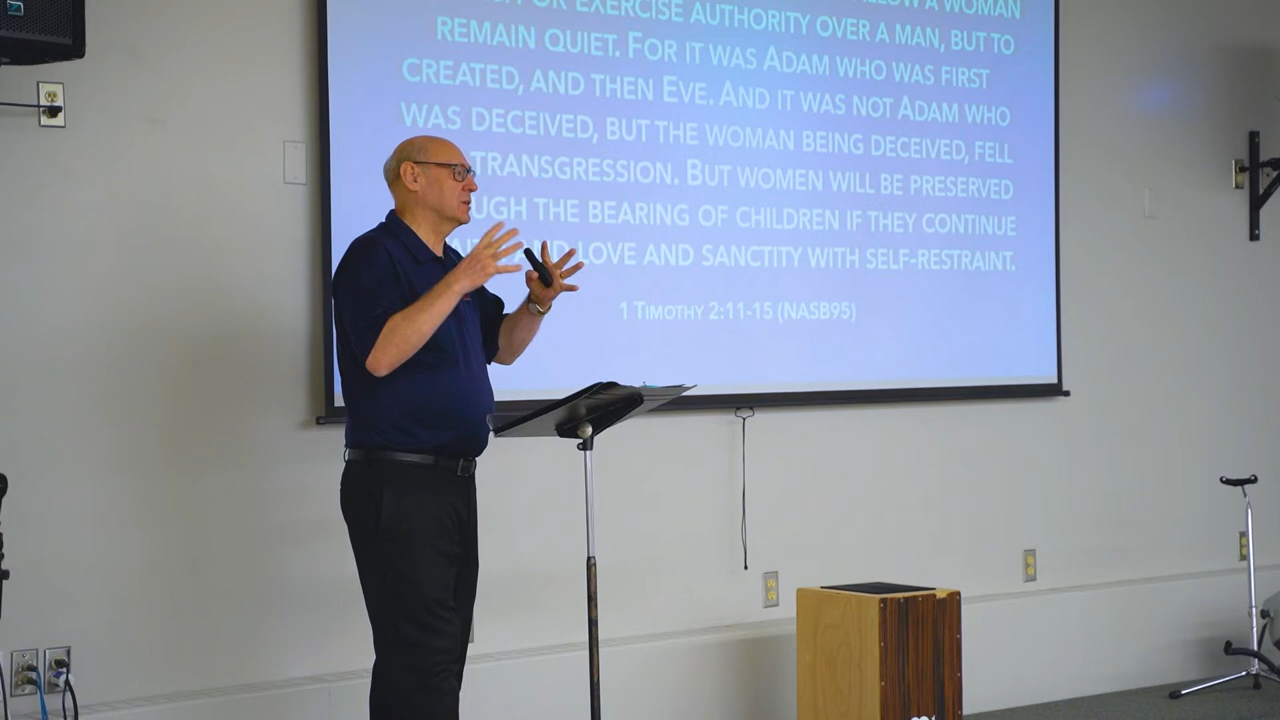 A WOMAN
OR EXERCISE AUTHORITY OVER A MAN, BUT TO
REMAIN QUIET. FOR IT WAS ADAM WHO WAS FIRST
CREATED, AND THEN EVE. AND IT WAS NOT ADAM WHO
WAS DECEIVED, BUT THE WOMAN BEING DECEIVED, FELL
TRANSGRESSION. BUT WOMEN WILL BE PRESERVED
THE BEARING OF CHILDREN IF THEY CONTINUE
LOVE AND SANCTITY WITH SELF-RESTRAINT.
1 TIMOTHY 2:11-15 (NASB95)